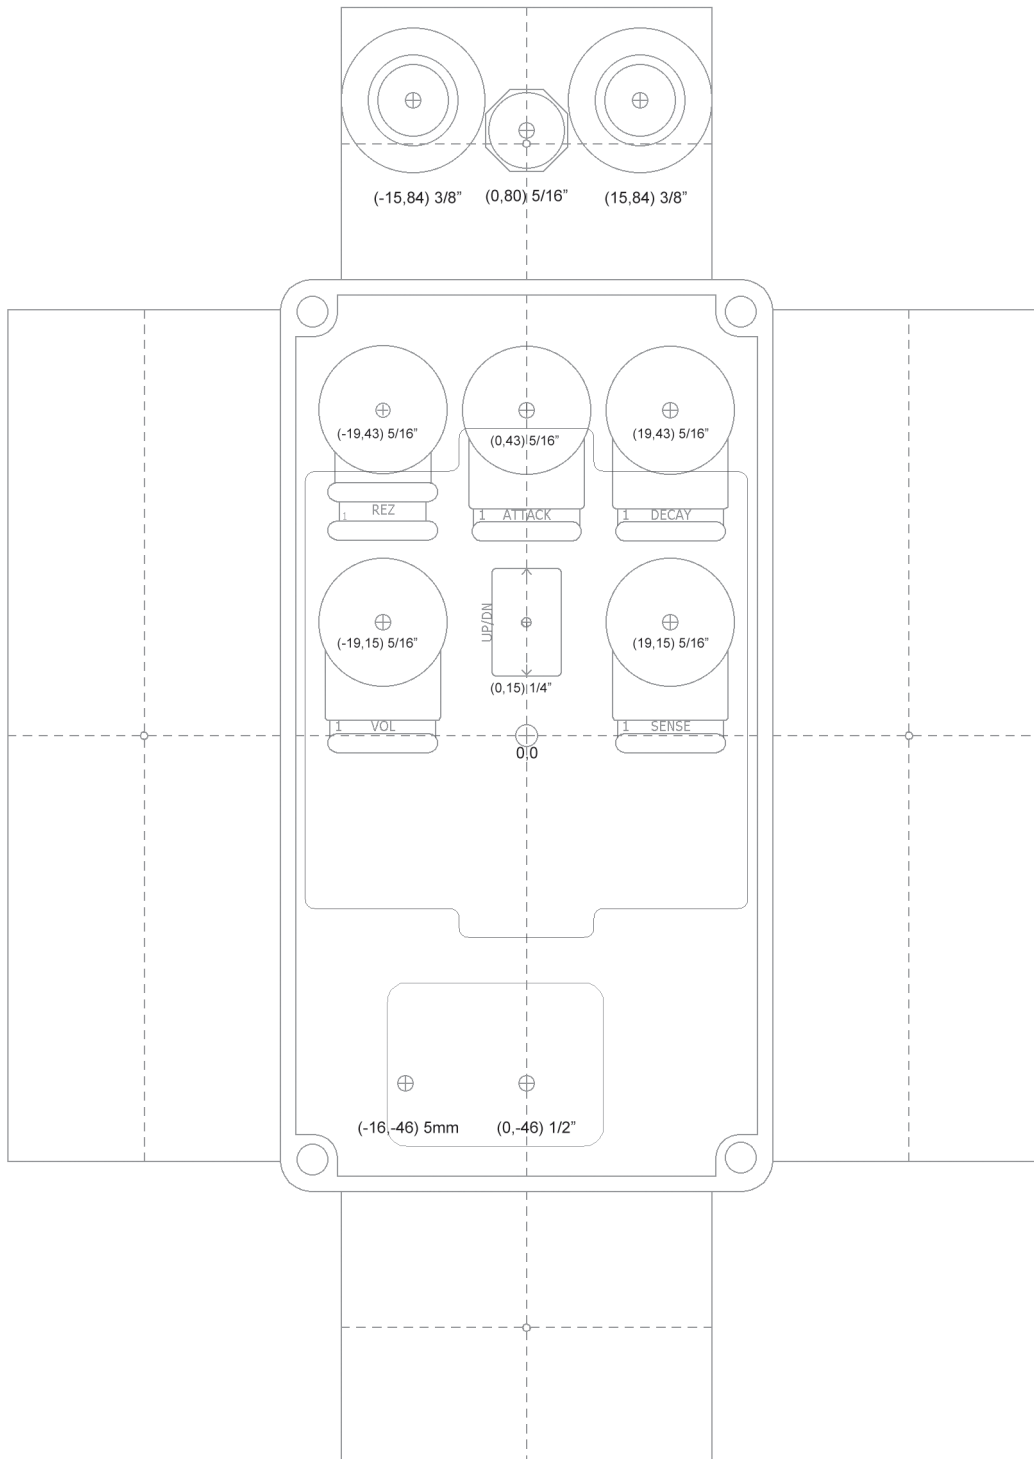 (-15,84) 3/8” (0,80) 5/16” (15,84) 3/8”
(-19,43) 5/16” (0,43) 5/16” (19,43) 5/16”
1 REZ 1 ATTACK 1 DECAY
UP/DN
(-19,15) 5/16” (19,15) 5/16”
(0,15) 1/4”
1 VOL 1 SENSE
0,0
(-16,-46) 5mm (0,-46) 1/2”